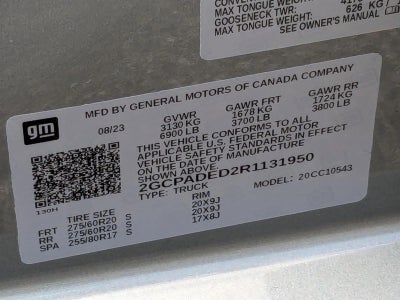 MAX TONGUE WEIGHT:
GOOSENECK TWR:
MAX TONGUE WEIGHT: 626 KG
SEE OWNER'S MANUAL
gm
MFD BY GENERAL MOTORS OF CANADA COMPANY
08/23 GVWR GAWR FRT GAWR RR
3130 KG 1678 KG 1724 KG
6900 LB 3700 LB 3800 LB
THIS VEHICLE CONFORMS TO ALL
APPLICABLE U.S. FEDERAL MOTOR
VEHICLE SAFETY STANDARDS IN EFFECT
ON THE DATE OF MANUFACTURE
SHOWN ABOVE.
2GCPADED2R1131950
TYPE: TRUCK MODEL: 20CC10543
130H
TIRE SIZE RIM
FRT 275/60R20 S 20X9J
RR 275/60R20 S 20X9J
SPA 255/80R17 S 17X8J